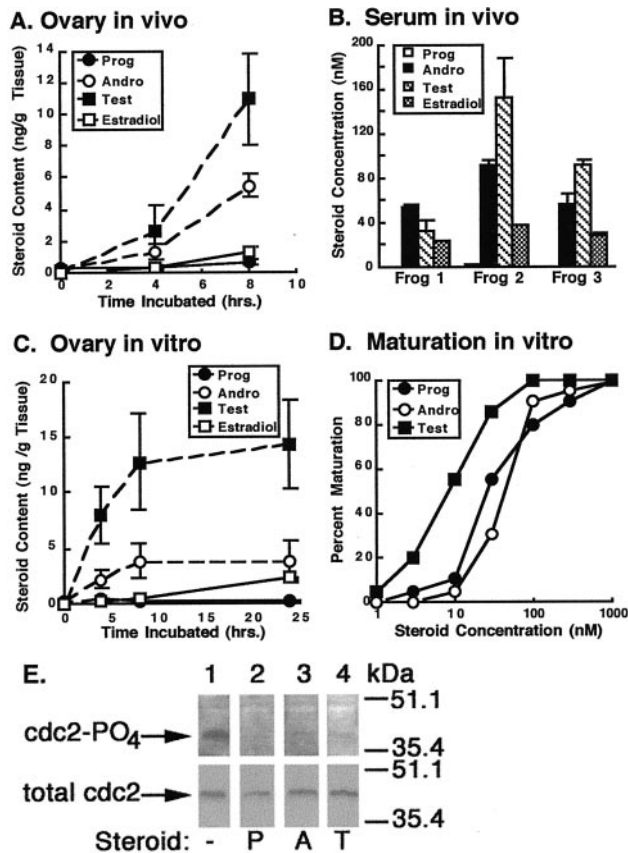 A. Ovary in vivo
Steroid Content (ng/g Tissue)
14
12
10
8
6
4
2
0
Prog
Andro
Test
Estradiol
0 2 4 6 8 10
Time Incubated (hrs.)
B. Serum in vivo
Steroid Concentration (nM)
200
160
120
80
40
0
Prog
Andro
Test
Estradiol
Frog 1 Frog 2 Frog 3
C. Ovary in vitro
Steroid Content (ng /g Tissue)
20
15
10
5
0
Prog
Andro
Test
Estradiol
0 5 10 15 20 25
Time Incubated (hrs.)
D. Maturation in vitro
Percent Maturation
100
80
60
40
20
0
Prog
Andro
Test
1 10 100 1000
Steroid Concentration (nM)
E. 1 2 3 4 kDa
cdc2-PO4
51.1
35.4
total cdc2
51.1
35.4
Steroid: - P A T